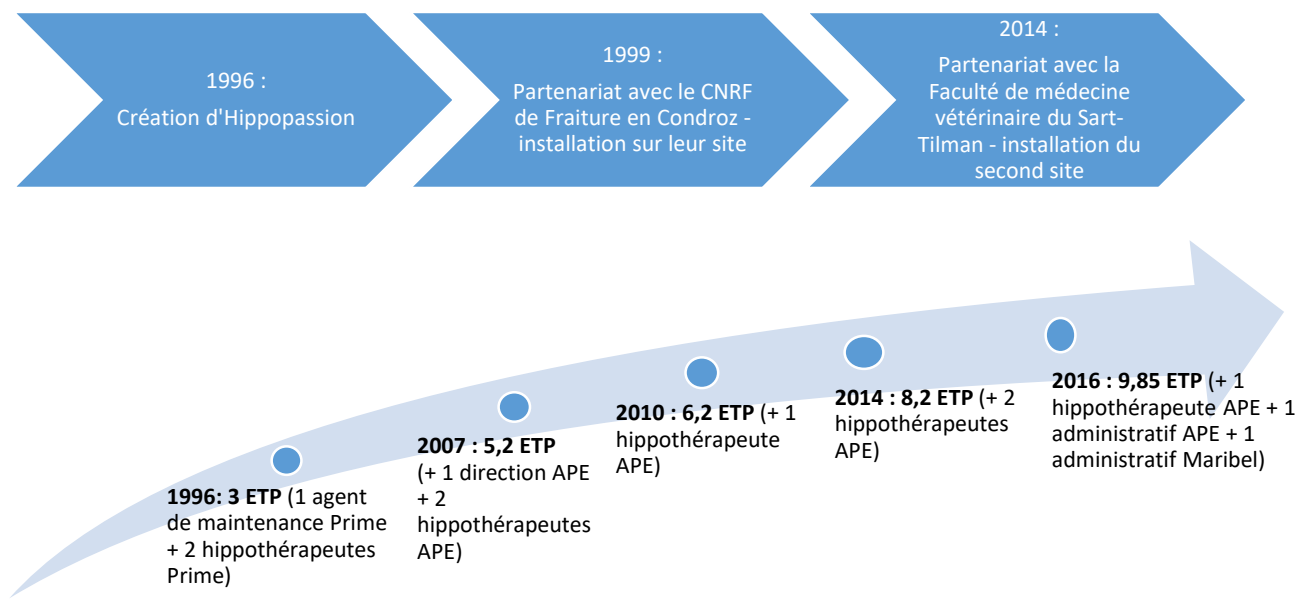 1996 :
Création d'Hippopassion
1999 :
Partenariat avec le CNRF
de Fraiture en Condroz -
installation sur leur site
2014 :
Partenariat avec la
Faculté de médecine
vétérinaire du Sart-
Tilman - installation du
second site
1996: 3 ETP (1 agent
de maintenance Prime
+ 2 hippothérapeutes
Prime)
2007 : 5,2 ETP
(+ 1 direction APE
+ 2
hippothérapeutes
APE)
2010 : 6,2 ETP (+ 1
hippothérapeute
APE)
2014 : 8,2 ETP (+ 2
hippothérapeutes
APE)
2016 : 9,85 ETP (+ 1
hippothérapeute APE + 1
administratif APE + 1
administratif Maribel)